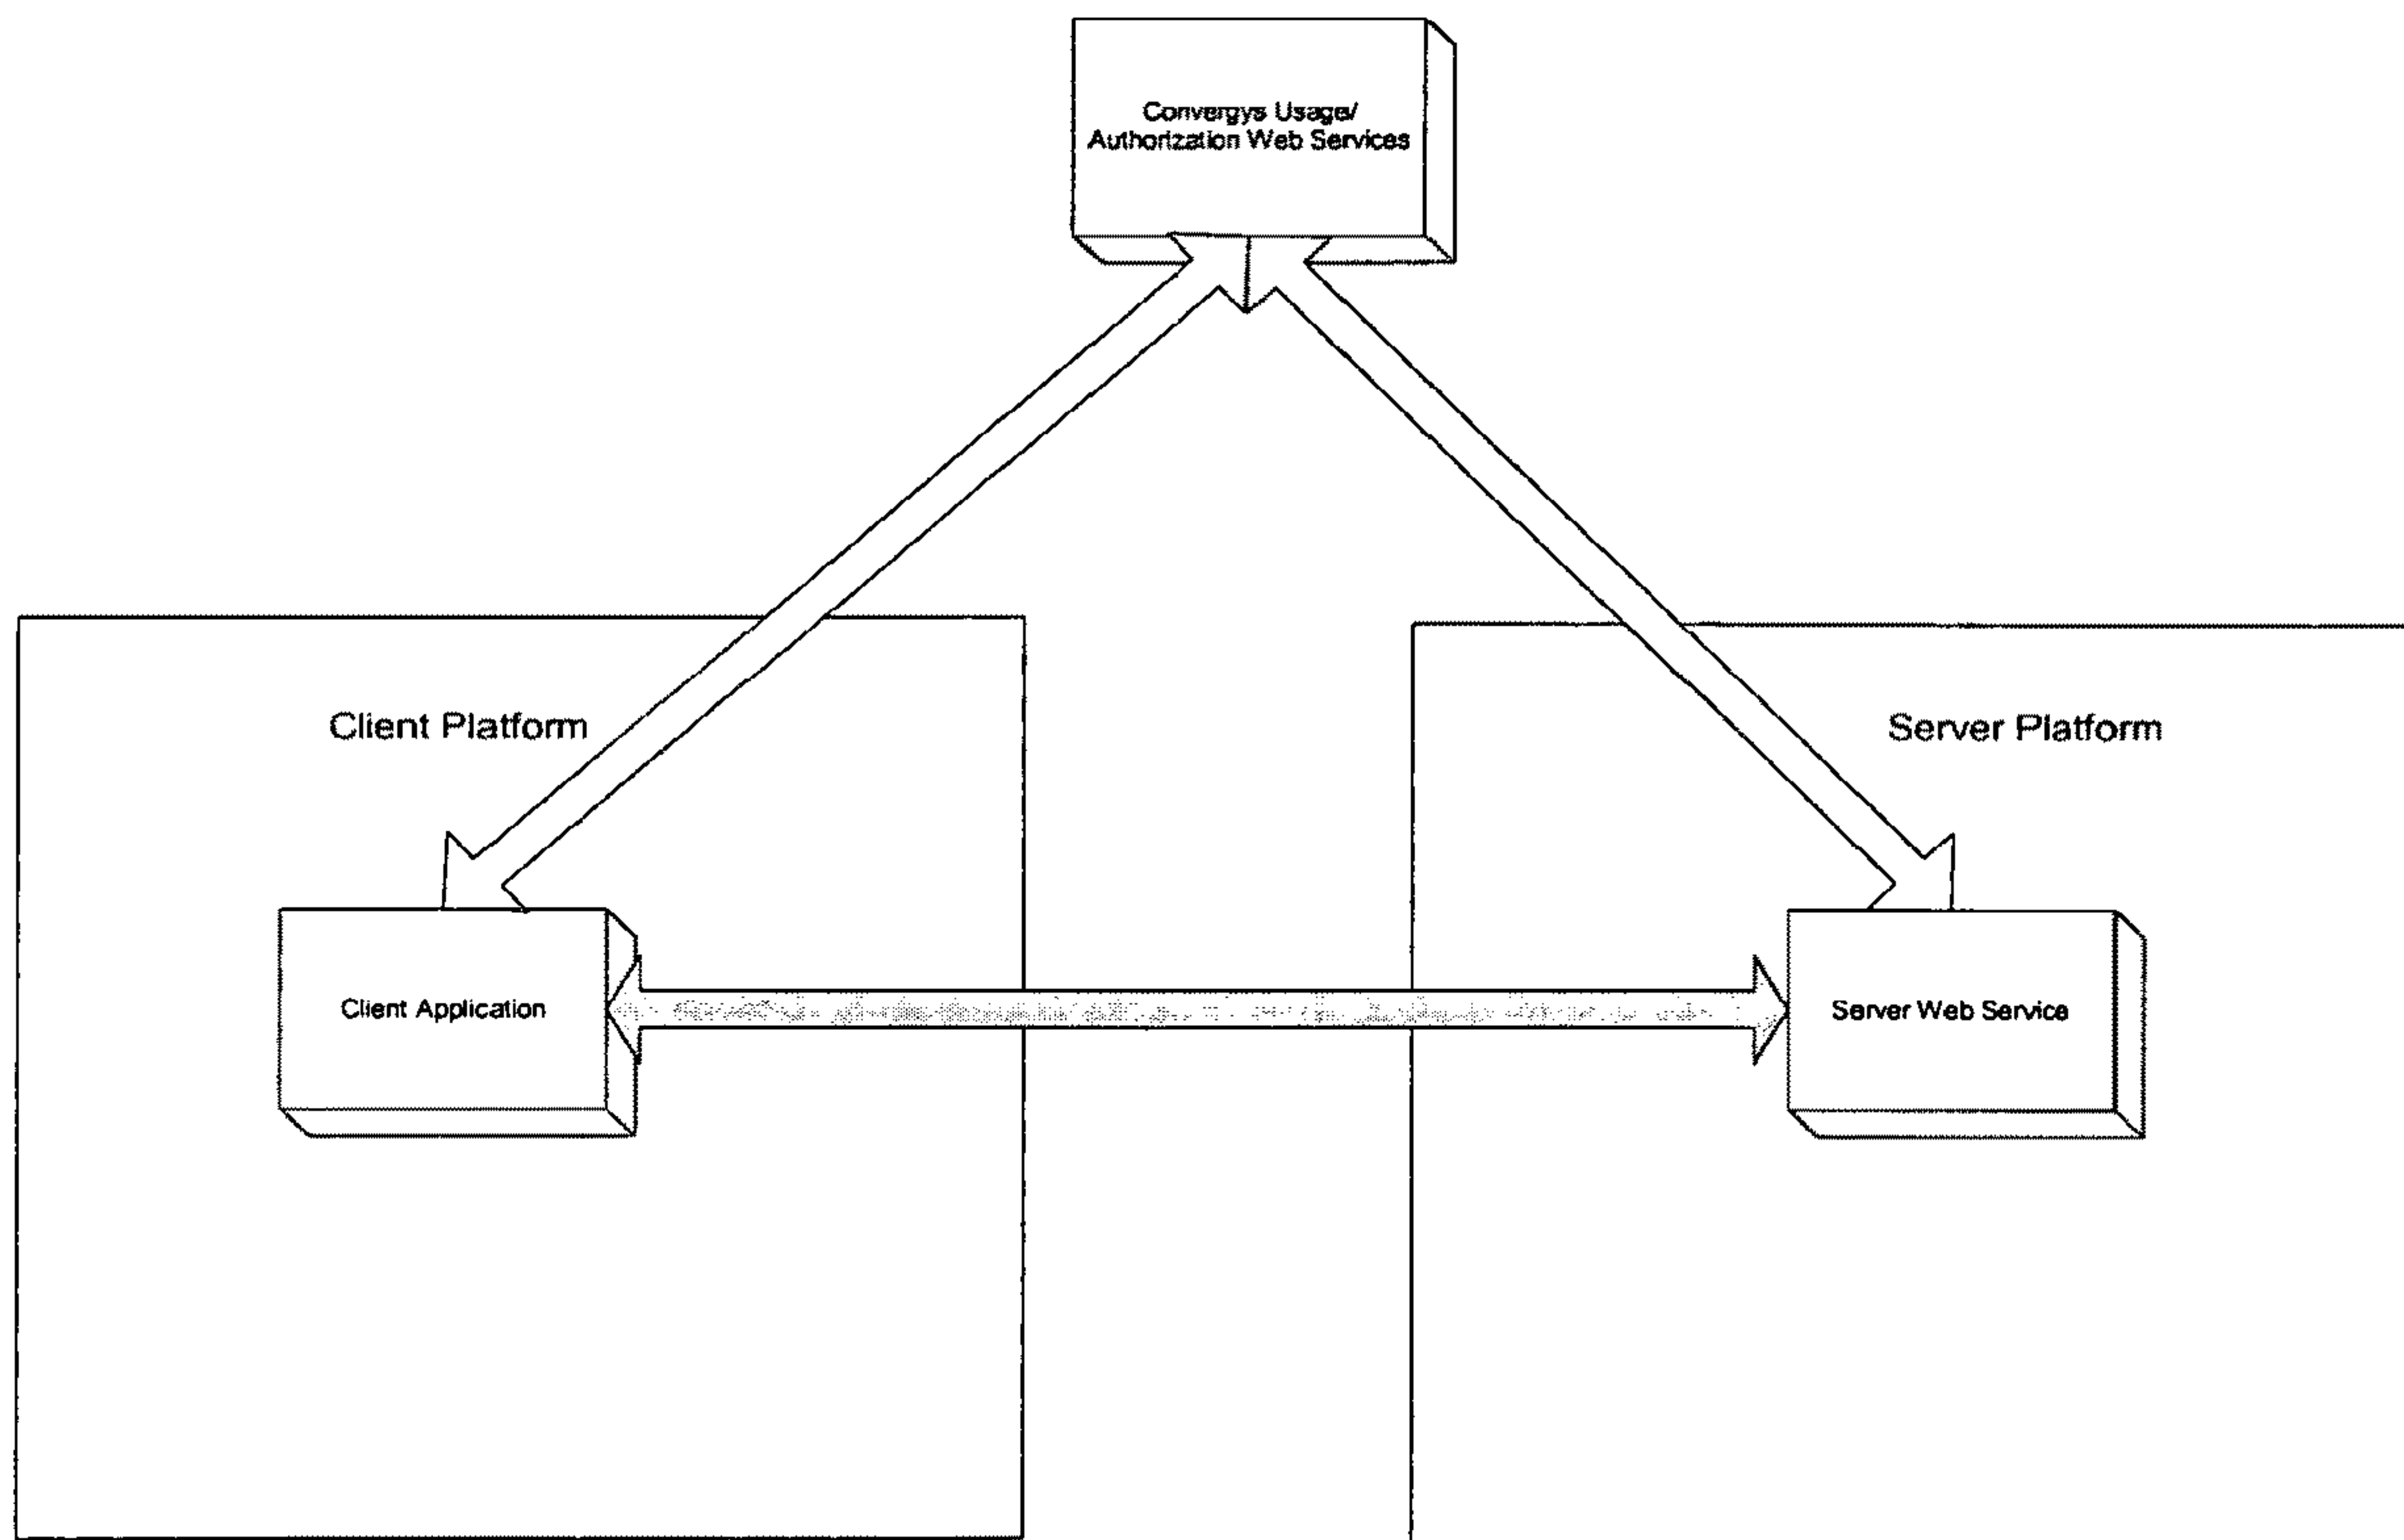 Convergys Usage/
Authorization Web Services
Client Platform
Server Platform
Client Application
Server Web Service